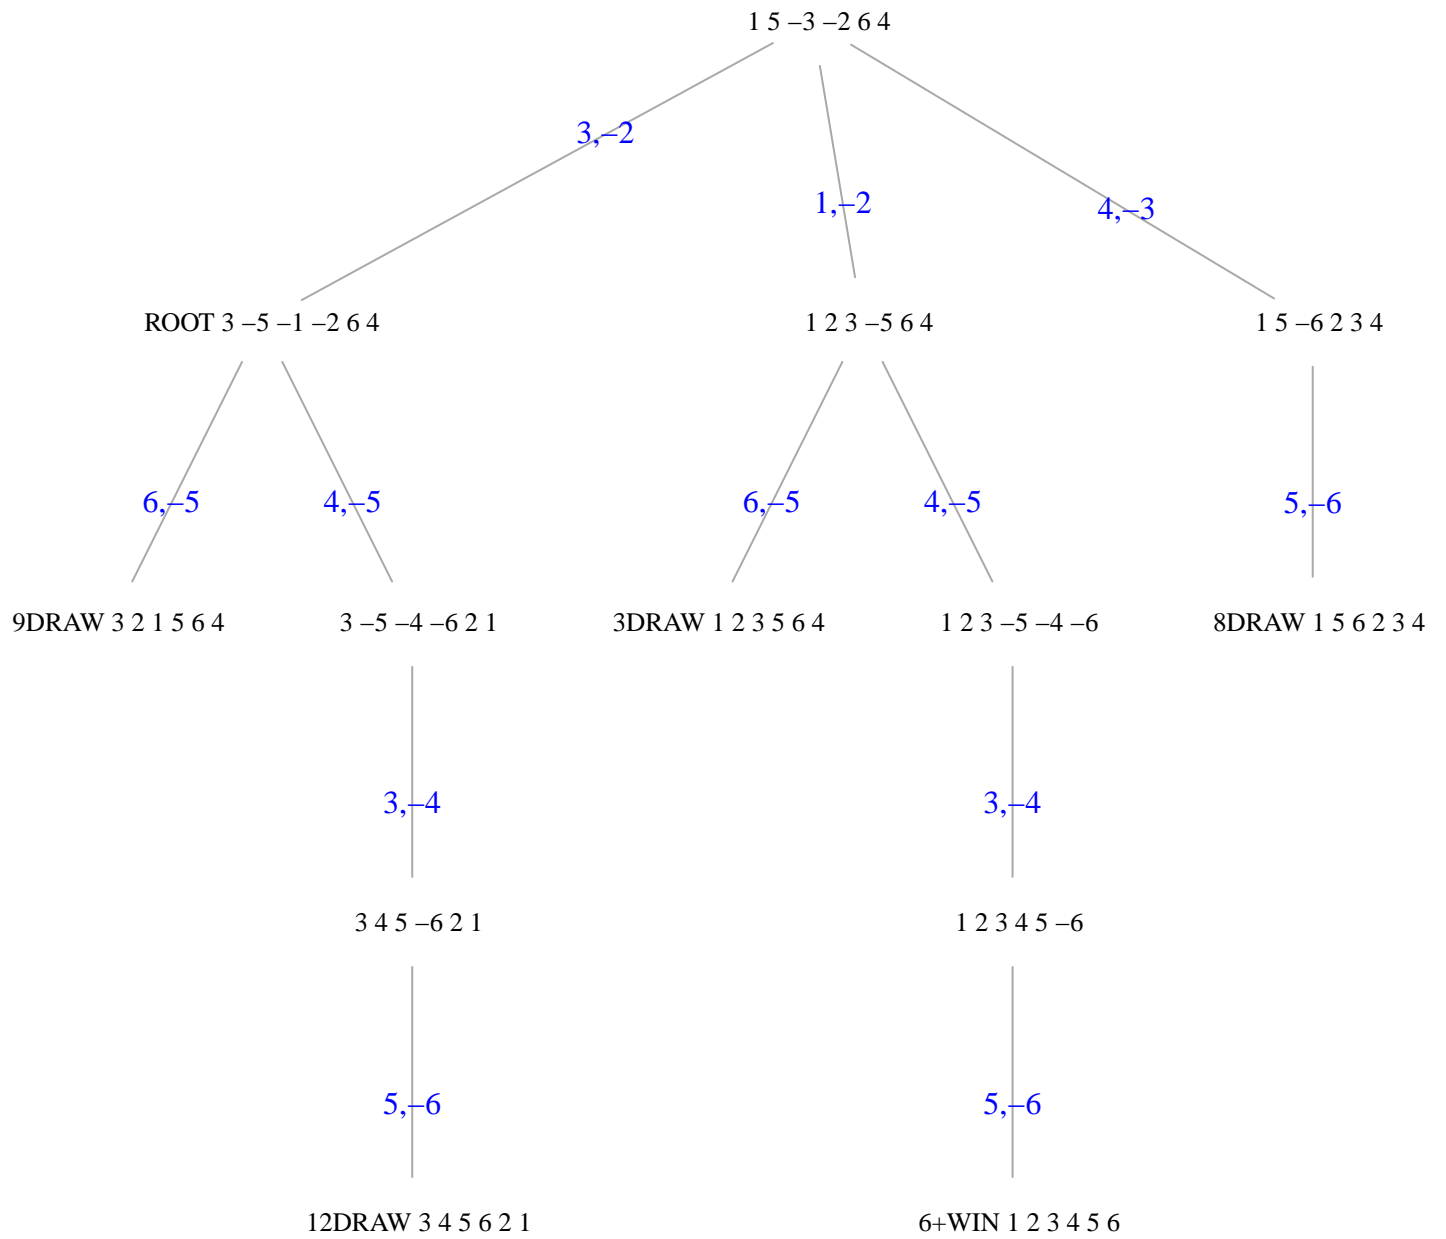 1 5 –3 –2 6 4
3,–2
1,–2
4,–3
ROOT 3 –5 –1 –2 6 4
1 2 3 –5 6 4
1 5 –6 2 3 4
6,–5
4,–5
6,–5
4,–5
5,–6
9DRAW 3 2 1 5 6 4
3 –5 –4 –6 2 1
3DRAW 1 2 3 5 6 4
1 2 3 –5 –4 –6
8DRAW 1 5 6 2 3 4
3,–4
3,–4
3 4 5 –6 2 1
1 2 3 4 5 –6
5,–6
5,–6
12DRAW 3 4 5 6 2 1
6+WIN 1 2 3 4 5 6